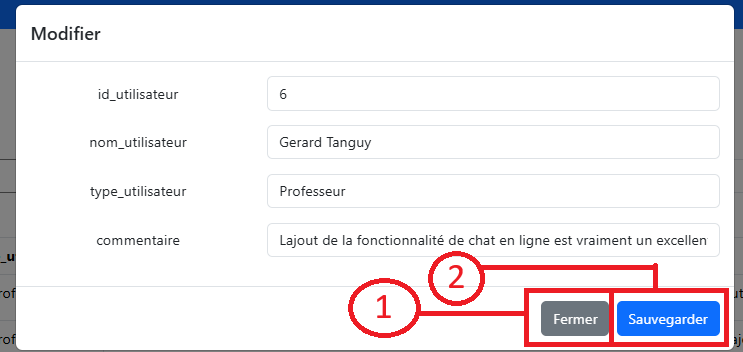 Modifier
id_utilisateur 6
nom_utilisateur Gerard Tanguy
type_utilisateur Professeur
commentaire Lajout de la fonctionnalité de chat en ligne est vraiment un excellen
2
1
Fermer Sauvegarder